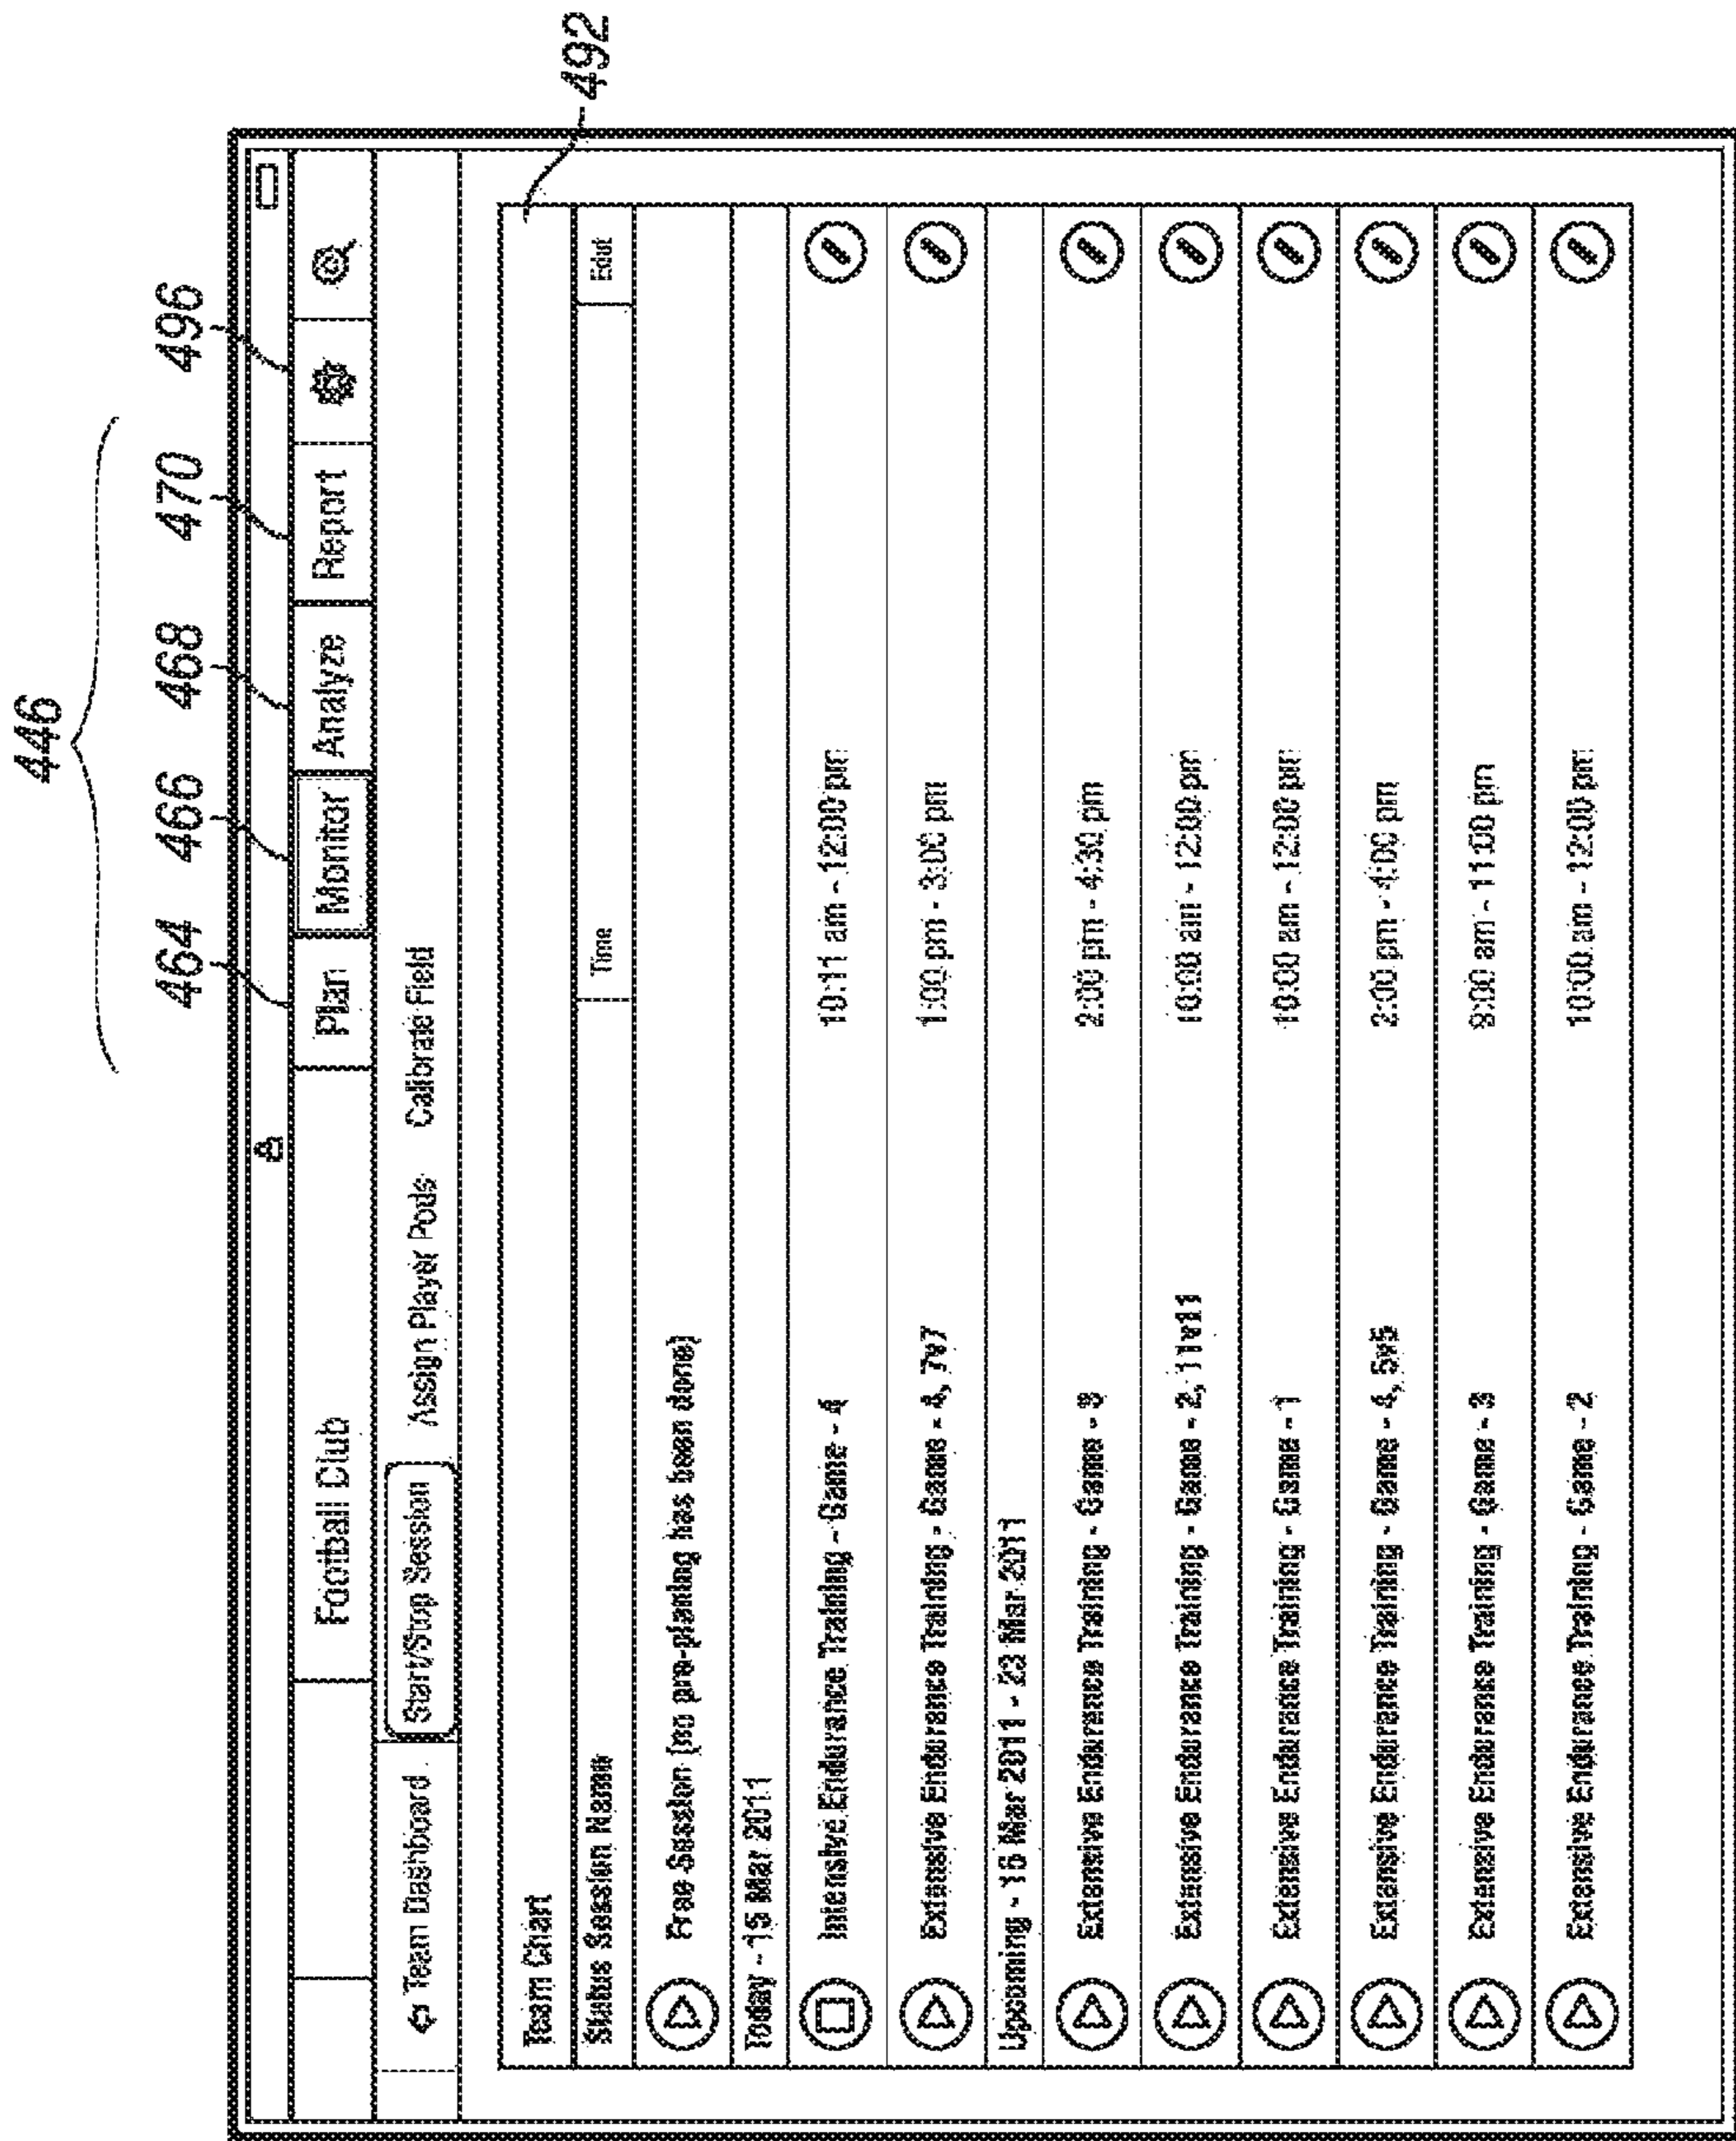 446
464 466 468 470 496
Football Club Plan Monitor Analyze Report
Team Dashboard Start/Stop Session Assign Player Pods Calibrate Field
492
Team Chart
Status Session Name Time
Free Session (no pre-planing has been done)
Today - 15 Mar 2011
Intensive Endurance Training - Game - 4 10:11 am - 12:00 pm
Extensive Endurance Training - Game - 4, 7v7 1:00 pm - 3:00 pm
Upcoming - 16 Mar 2011 - 23 Mar 2011
Extensive Endurance Training - Game - 2:00 pm - 4:30 pm
Extensive Endurance Training - Game - 2, 11v11 10:00 am - 12:00 pm
Extensive Endurance Training - Game - 1 10:00 am - 12:00 pm
Extensive Endurance Training - Game - 4, 5v5 2:00 pm - 4:00 pm
Extensive Endurance Training - Game - 3 9:00 am - 11:00 pm
Extensive Endurance Training - Game - 2 10:00 am - 12:00 pm